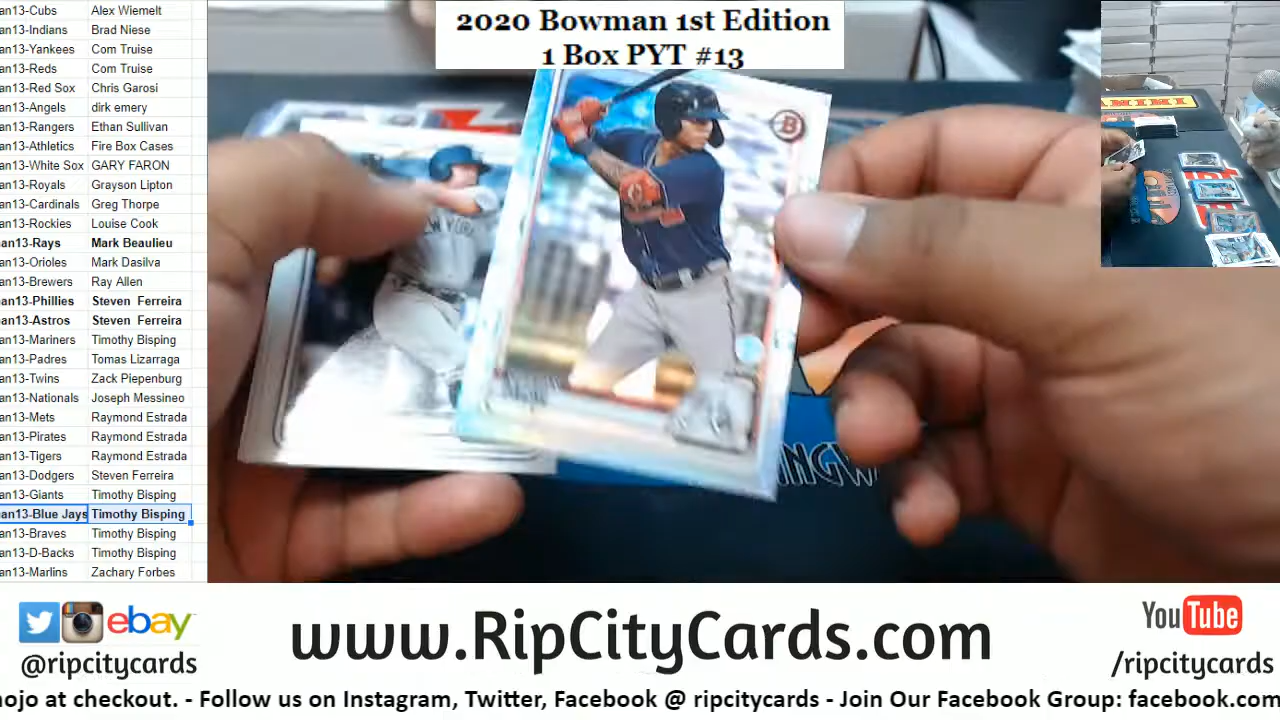 2020 Bowman 1st Edition
1 Box PYT #13
an13-Cubs Alex Wiemelt
an13-Indians Brad Niese
an13-Yankees Com Truise
an13-Reds Com Truise
an13-Red Sox Chris Garosi
an13-Angels dirk emery
an13-Rangers Ethan Sullivan
an13-Athletics Fire Box Cases
an13-White Sox GARY FARON
an13-Royals Grayson Lipton
an13-Cardinals Greg Thorpe
an13-Rockies Louise Cook
nan13-Rays Mark Beaulieu
an13-Orioles Mark Dasilva
an13-Brewers Ray Allen
nan13-Phillies Steven Ferreira
nan13-Astros Steven Ferreira
an13-Mariners Timothy Bisping
an13-Padres Tomas Lizarraga
an13-Twins Zack Piepenburg
an13-Nationals Joseph Messineo
an13-Mets Raymond Estrada
an13-Pirates Raymond Estrada
an13-Tigers Raymond Estrada
an13-Dodgers Steven Ferreira
an13-Giants Timothy Bisping
an13-Blue Jays Timothy Bisping
an13-Braves Timothy Bisping
an13-D-Backs Timothy Bisping
an13-Marlins Zachary Forbes
B
NEW YORK
PANINI
ebay
@ripcitycards
www.RipCityCards.com
YouTube
/ripcitycards
nojo at checkout. - Follow us on Instagram, Twitter, Facebook @ ripcitycards - Join Our Facebook Group: facebook.com